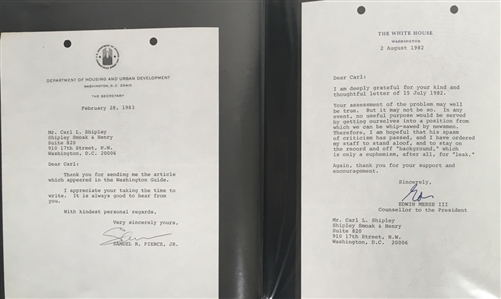 DEPARTMENT OF HOUSING AND URBAN DEVELOPMENT
WASHINGTON, D.C. 20410
THE SECRETARY
February 28, 1983
Mr. Carl L. Shipley
Shipley Smoak & Henry
Suite 820
910 17th Street, N.W.
Washington, D.C. 20006
Dear Carl:
Thank you for sending me the article
which appeared in the Washington Guide.
I appreciate your taking the time to
write. It is always good to hear from
you.
With kindest personal regards,
Very sincerely yours,
SAMUEL R. PIERCE, JR.
THE WHITE HOUSE
WASHINGTON
2 August 1982
Dear Carl:
I am deeply grateful for your kind and
thoughtful letter of 15 July 1982.
Your assessment of the problem may well
be true. But it may not be so. In any
event, no useful purpose would be served
by getting ourselves into a position from
which we can be whip-sawed by newsmen.
Therefore, I am hopeful that his spasm
of criticism has passed, and I have ordered
my staff to stand aloof, and to stay on
the record and off "background," which
is only a euphemism, after all, for "leak."
Again, thank you for your support and
encouragement.
Sincerely,
EDWIN MEESE III
Counsellor to the President
Mr. Carl L. Shipley
Shipley Smoak & Henry
Suite 820
910 17th Street, N.W.
Washington, D.C. 20006